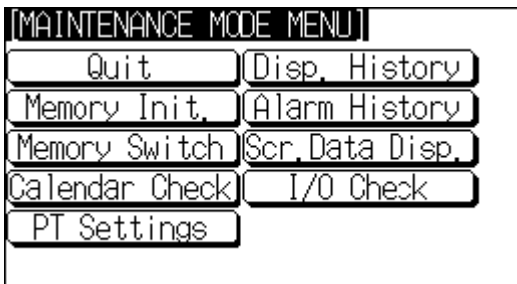 [MAINTENANCE MODE MENU]
Quit
Disp. History
Memory Init.
Alarm History
Memory Switch
Scr.Data Disp.
Calendar Check
I/O Check
PT Settings